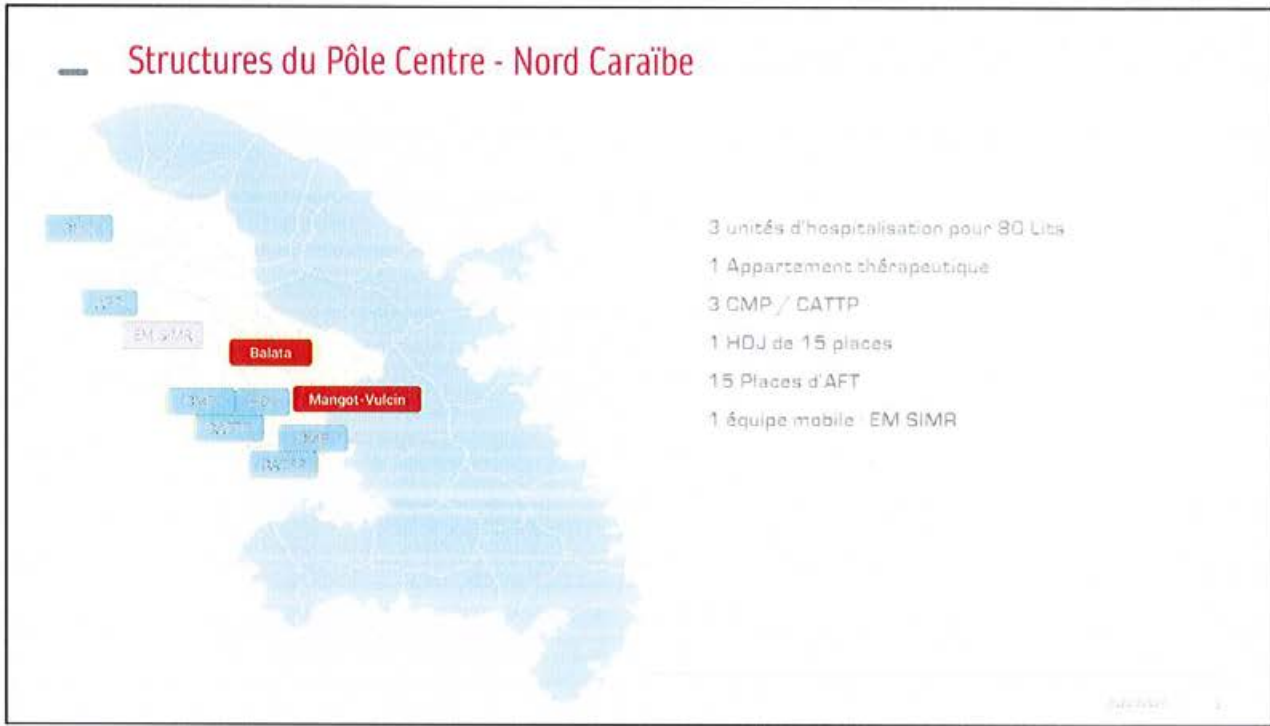 Structures du Pôle Centre - Nord Caraïbe
EM SIMR
Balata
Mangot-Vulcin
CMP
3 unités d'hospitalisation pour 80 Lits
1 Appartement thérapeutique
3 CMP / CATTP
1 HDJ de 15 places
15 Places d'AFT
1 équipe mobile : EM SIMR